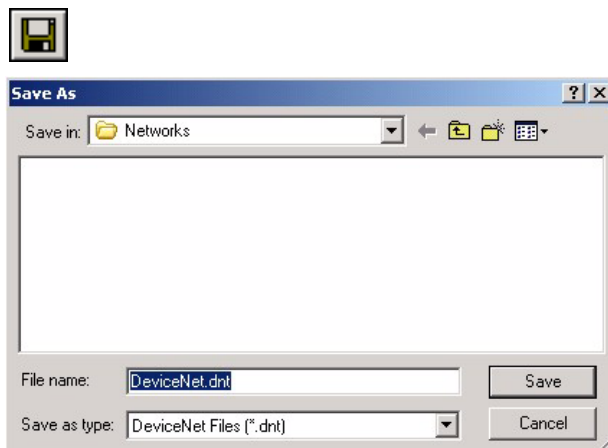 Save As
Save in: Networks
File name: DeviceNet.dnt Save
Save as type: DeviceNet Files (*.dnt) Cancel